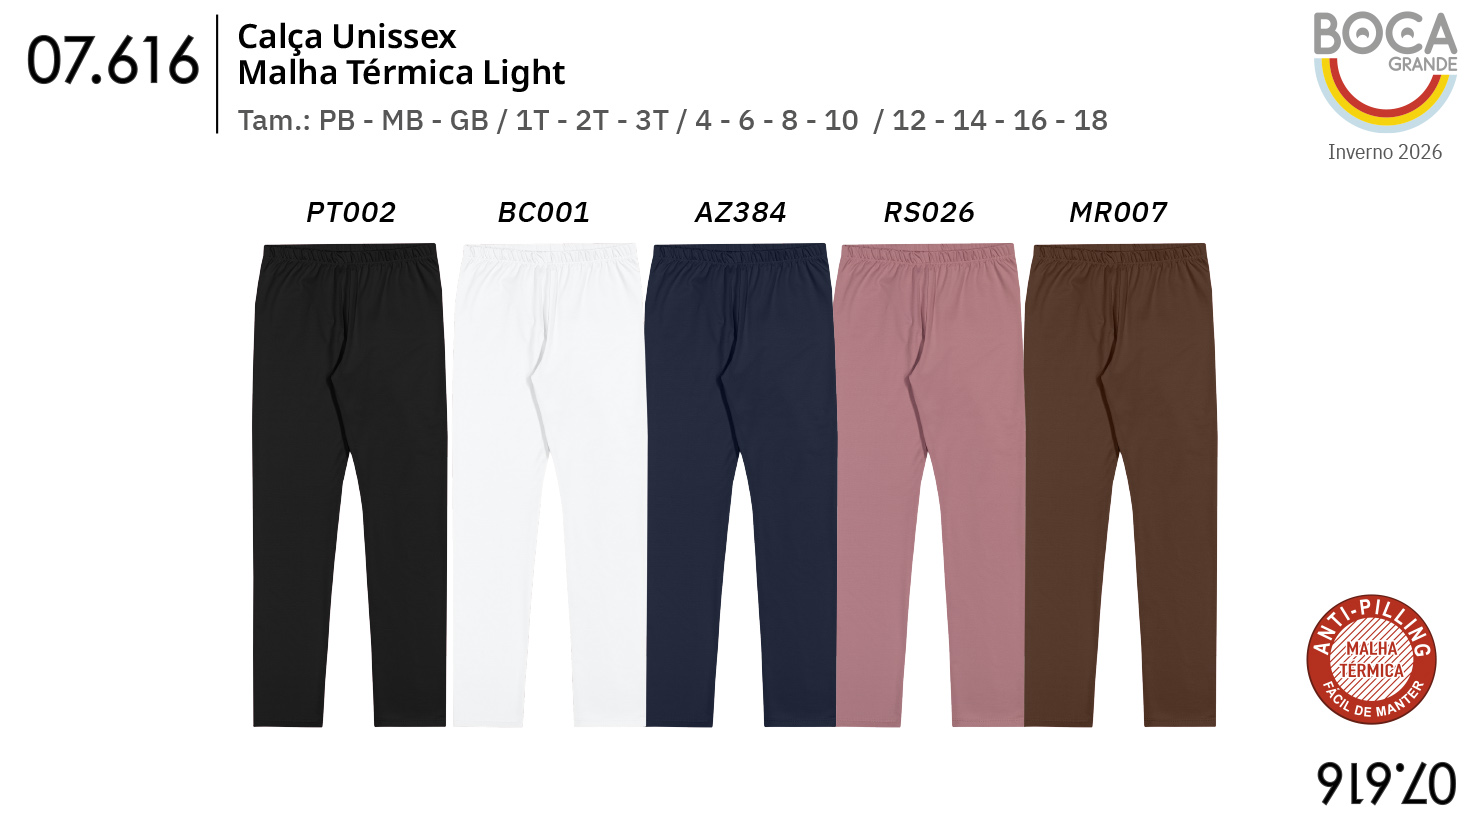 07.616
Calça Unissex
Malha Térmica Light
Tam.: PB - MB - GB / 1T - 2T - 3T / 4 - 6 - 8 - 10 / 12 - 14 - 16 - 18
BOCA
GRANDE
Inverno 2026
PT002
BC001
AZ384
RS026
MR007
ANTI-PILLING
MALHA
TÉRMICA
FÁCIL DE MANTER
07.616